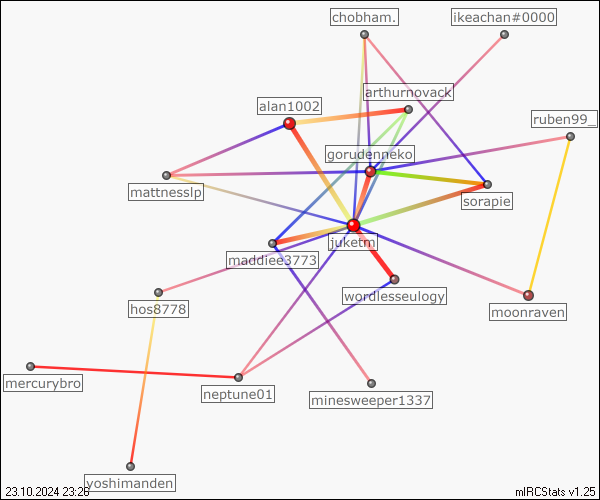 chobham.
ikeachan#0000
arthurnovack
alan1002
ruben99_
gorudenneko
mattnesslp
sorapie
juketm
maddiee3773
wordlesseulogy
hos8778
moonraven
mercurybro
neptune01
minesweeper1337
yoshimanden
23.10.2024 23:26
mIRCStats v1.25